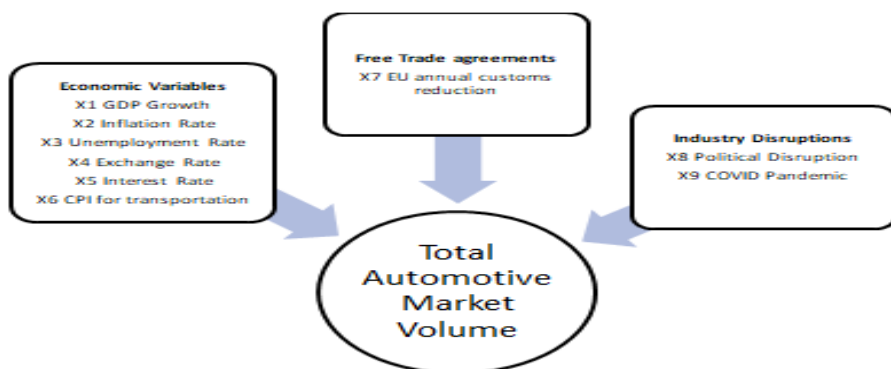 Economic Variables
X1 GDP Growth
X2 Inflation Rate
X3 Unemployment Rate
X4 Exchange Rate
X5 Interest Rate
X6 CPI for transportation
Free Trade agreements
X7 EU annual customs
reduction
Industry Disruptions
X8 Political Disruption
X9 COVID Pandemic
Total
Automotive
Market
Volume